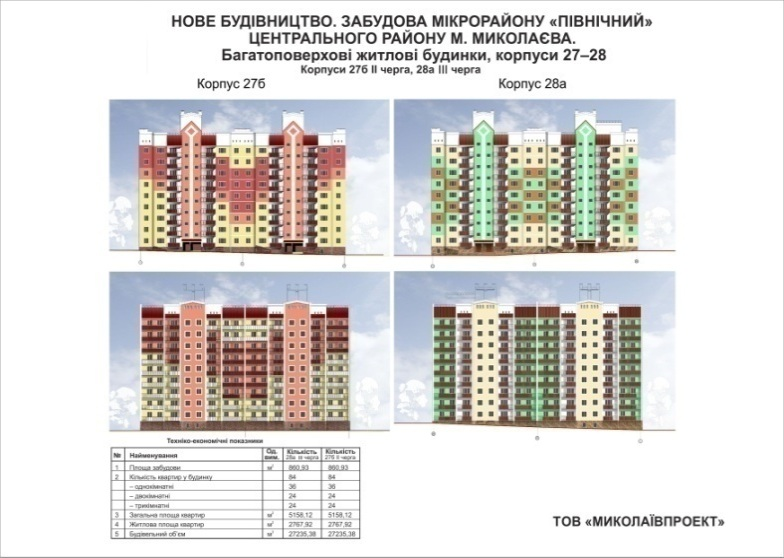 НОВЕ БУДІВНИЦТВО. ЗАБУДОВА МІКРОРАЙОНУ «ПІВНІЧНИЙ»
ЦЕНТРАЛЬНОГО РАЙОНУ М. МИКОЛАЄВА.
Багатоповерхові житлові будинки, корпуси 27–28
Корпуси 27б ІІ черга, 28а ІІІ черга
Корпус 27б
Корпус 28а
Техніко-економічні показники
№ Найменування Од. вим. Кількість 28а ІІІ черга Кількість 27б ІІ черга
1 Площа забудови м² 860,93 860,93
2 Кількість квартир у будинку 84 84
– однокімнатні 36 36
– двокімнатні 24 24
– трикімнатні 24 24
3 Загальна площа квартир м² 5158,12 5158,12
4 Житлова площа квартир м² 2767,92 2767,92
5 Будівельний об'єм м³ 27235,38 27235,38
ТОВ «МИКОЛАЇВПРОЕКТ»